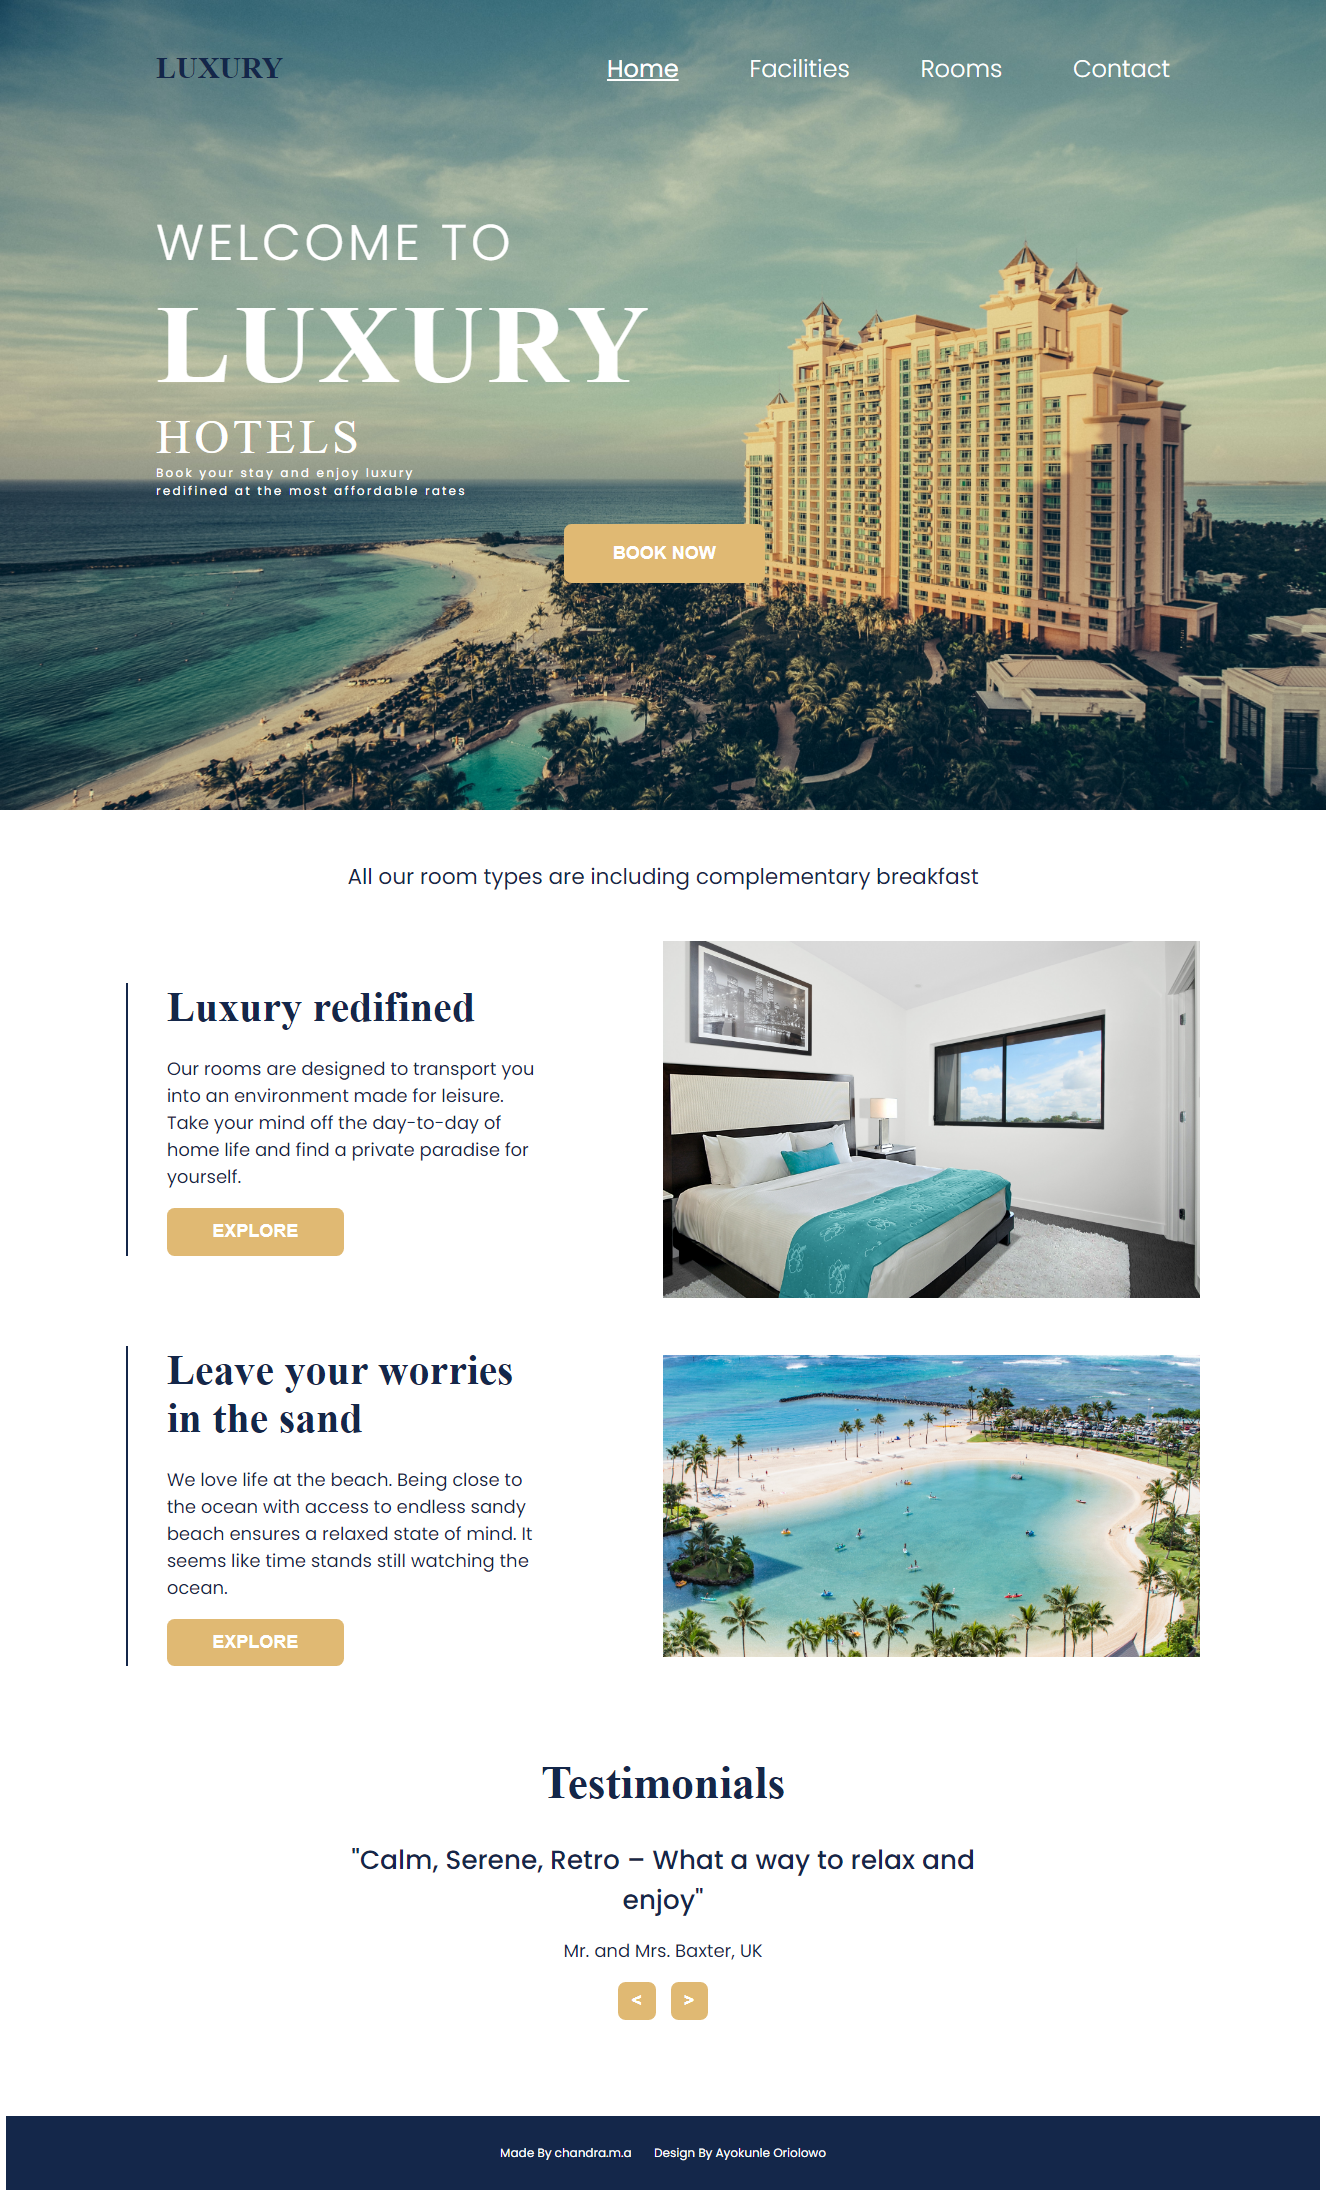 LUXURY
Home Facilities Rooms Contact
WELCOME TO
LUXURY
HOTELS
Book your stay and enjoy luxury
redifined at the most affordable rates
BOOK NOW
All our room types are including complementary breakfast
Luxury redifined
Our rooms are designed to transport you
into an environment made for leisure.
Take your mind off the day-to-day of
home life and find a private paradise for
yourself.
EXPLORE
Leave your worries
in the sand
We love life at the beach. Being close to
the ocean with access to endless sandy
beach ensures a relaxed state of mind. It
seems like time stands still watching the
ocean.
EXPLORE
Testimonials
"Calm, Serene, Retro – What a way to relax and
enjoy"
Mr. and Mrs. Baxter, UK
< >
Made By chandra.m.a Design By Ayokunle Oriolowo